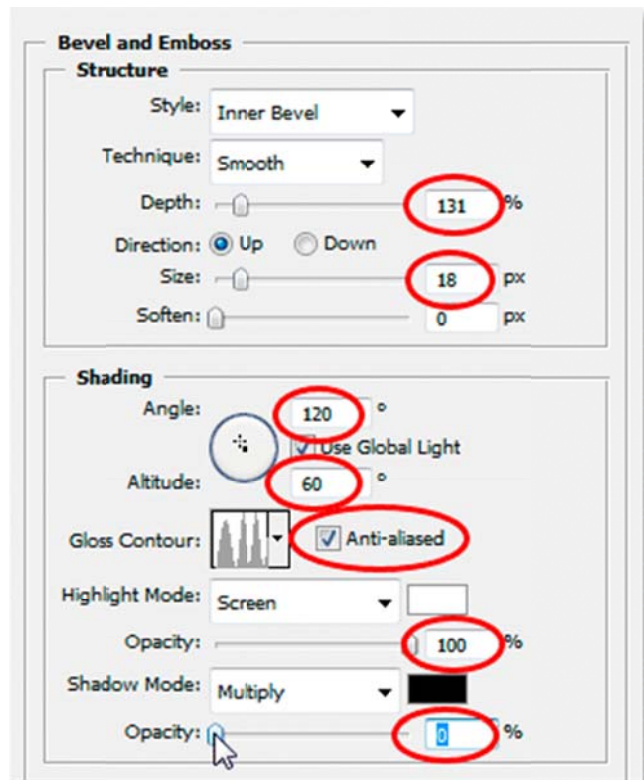 Bevel and Emboss
Structure
Style: Inner Bevel
Technique: Smooth
Depth: 131 %
Direction: Up Down
Size: 18 px
Soften: 0 px
Shading
Angle: 120 °
Use Global Light
Altitude: 60 °
Gloss Contour: Anti-aliased
Highlight Mode: Screen
Opacity: 100 %
Shadow Mode: Multiply
Opacity: 0 %